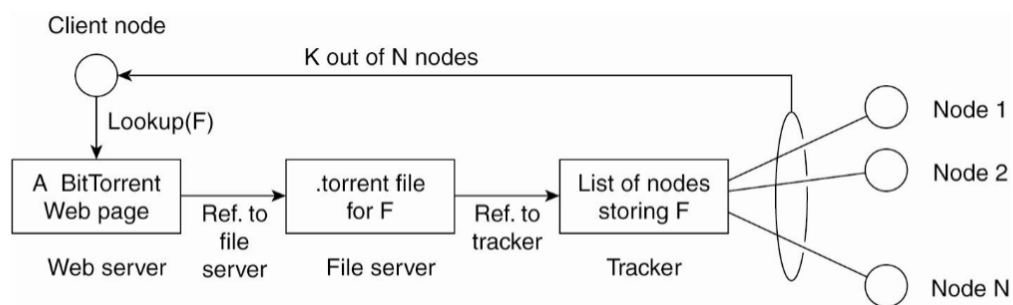 Client node
K out of N nodes
Lookup(F)
Node 1
Node 2
A BitTorrent
Web page
Ref. to
file
server
.torrent file
for F
Ref. to
tracker
List of nodes
storing F
Web server
File server
Tracker
Node N